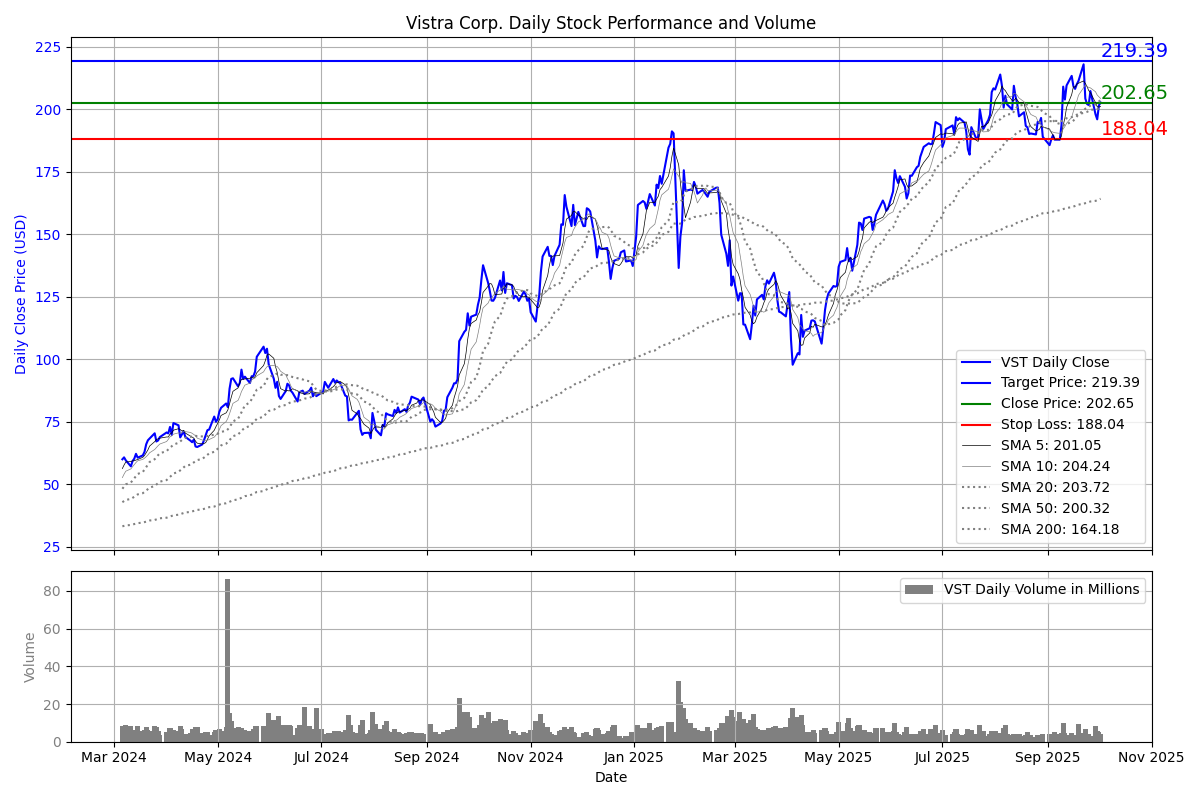 Vistra Corp. Daily Stock Performance and Volume
Daily Close Price (USD)
225
200
175
150
125
100
75
50
25
219.39
202.65
188.04
VST Daily Close
Target Price: 219.39
Close Price: 202.65
Stop Loss: 188.04
SMA 5: 201.05
SMA 10: 204.24
SMA 20: 203.72
SMA 50: 200.32
SMA 200: 164.18
Volume
80
60
40
20
0
VST Daily Volume in Millions
Mar 2024 May 2024 Jul 2024 Sep 2024 Nov 2024 Jan 2025 Mar 2025 May 2025 Jul 2025 Sep 2025 Nov 2025
Date